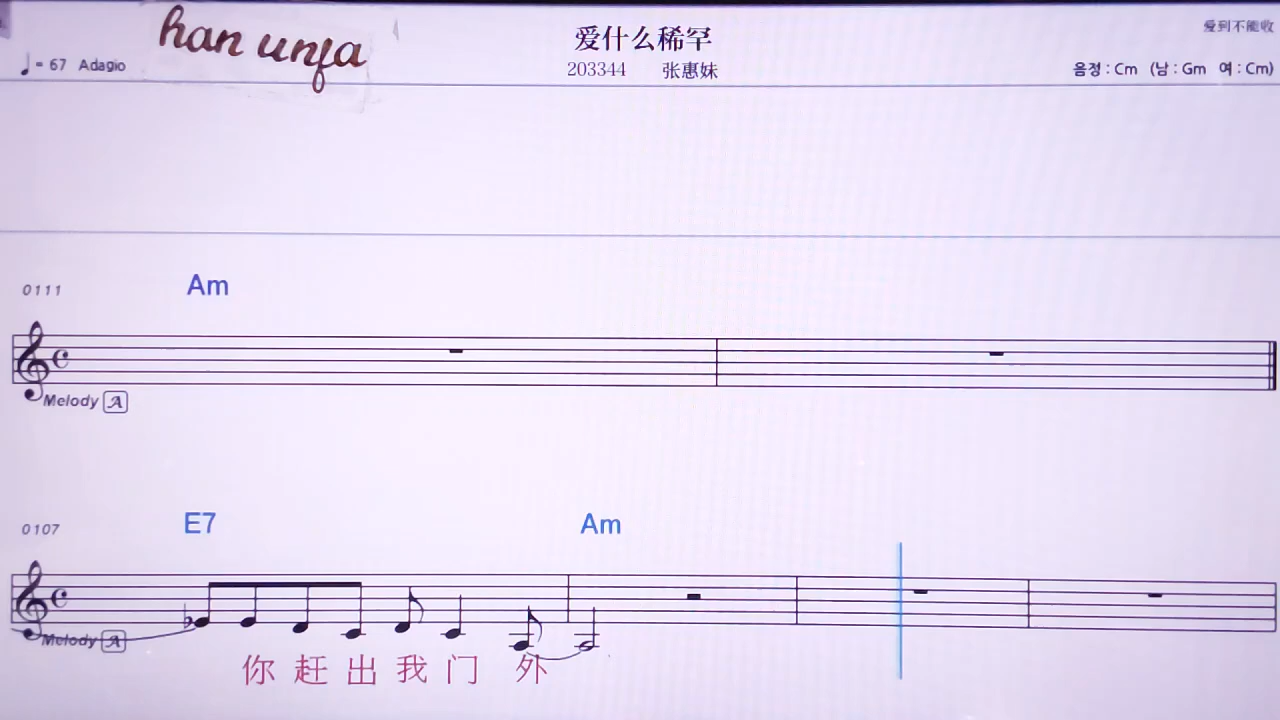 han unfa
爱什么稀罕
爱到不能收
♩= 67 Adagio
203344 张惠妹
음정 : Cm (남 : Gm 여 : Cm)
0111 Am
Melody A
0107 E7 Am
Melody A
你 赶 出 我 门 外